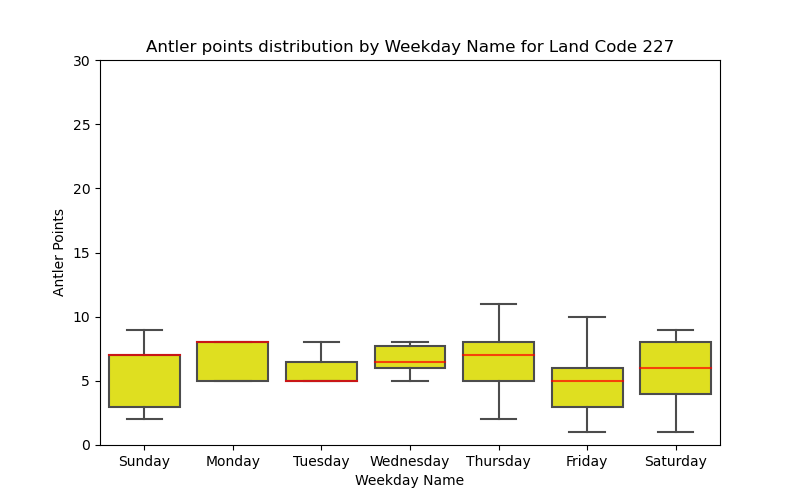 Antler points distribution by Weekday Name for Land Code 227
30
25
20
15
10
5
0
Antler Points
Sunday Monday Tuesday Wednesday Thursday Friday Saturday
Weekday Name